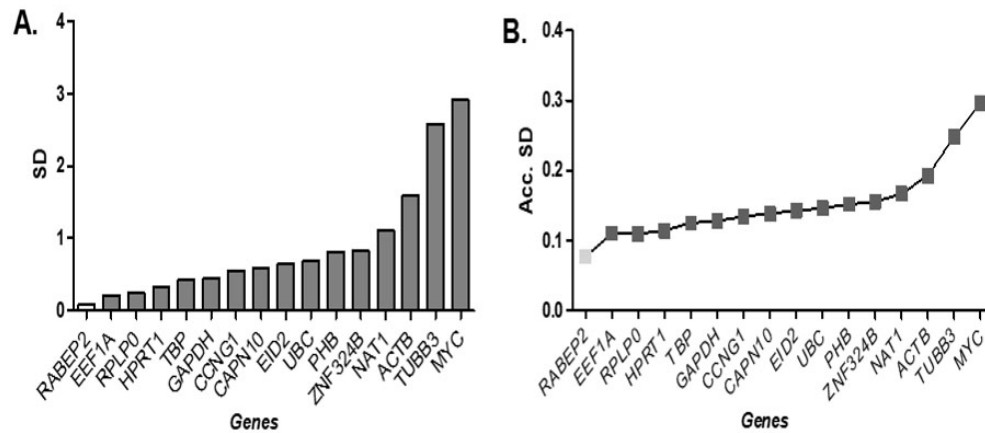 A.
SD
4
3
2
1
0
RABEP2
EEF1A
RPLP0
HPRT1
TBP
GAPDH
CCNG1
CAPN10
EID2
UBC
PHB
ZNF324B
NAT1
ACTB
TUBB3
MYC
Genes
B.
Acc. SD
0.4
0.3
0.2
0.1
0.0
RABEP2
EEF1A
RPLP0
HPRT1
TBP
GAPDH
CCNG1
CAPN10
EID2
UBC
PHB
ZNF324B
NAT1
ACTB
TUBB3
MYC
Genes